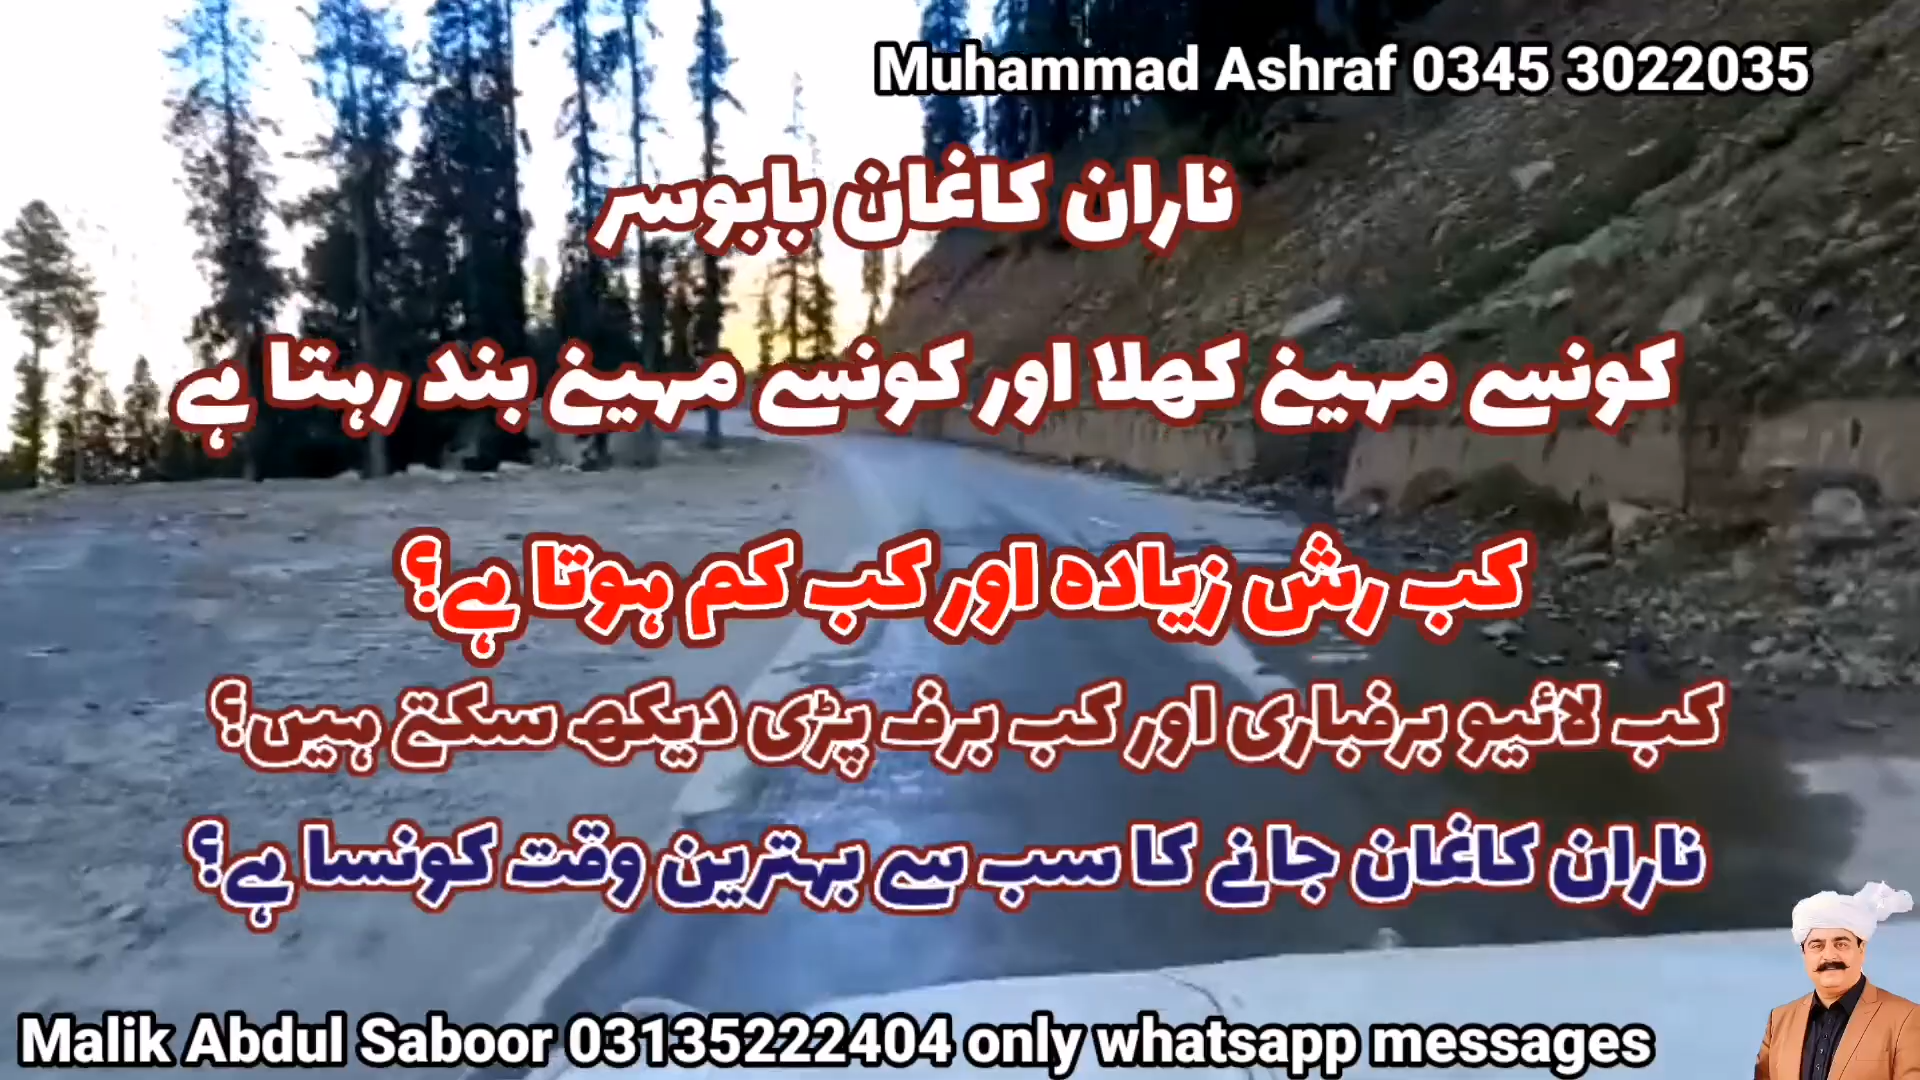 Muhammad Ashraf 0345 3022035
ناران کاغان بابوسر
کونسے مہینے کھلا اور کونسے مہینے بند رہتا ہے
کب رش زیادہ اور کب کم ہوتا ہے؟
کب لائیو برفباری اور کب برف پڑی دیکھ سکتے ہیں؟
ناران کاغان جانے کا سب سے بہترین وقت کونسا ہے؟
Malik Abdul Saboor 03135222404 only whatsapp messages